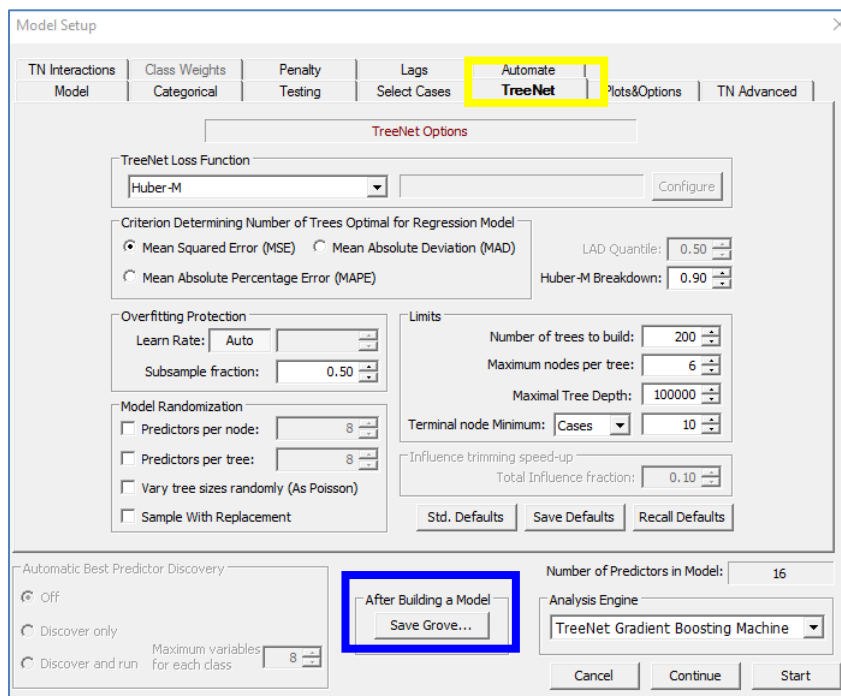 Model Setup
TN Interactions Class Weights Penalty Lags Automate
Model Categorical Testing Select Cases TreeNet Plots&Options TN Advanced
TreeNet Options
TreeNet Loss Function
Huber-M Configure
Criterion Determining Number of Trees Optimal for Regression Model
Mean Squared Error (MSE) Mean Absolute Deviation (MAD)
LAD Quantile: 0.50
Mean Absolute Percentage Error (MAPE)
Huber-M Breakdown: 0.90
Overfitting Protection
Learn Rate: Auto
Subsample fraction: 0.50
Limits
Number of trees to build: 200
Maximum nodes per tree: 6
Maximal Tree Depth: 100000
Terminal node Minimum: Cases 10
Model Randomization
Predictors per node: 8
Predictors per tree: 8
Vary tree sizes randomly (As Poisson)
Sample With Replacement
Influence trimming speed-up
Total Influence fraction: 0.10
Std. Defaults Save Defaults Recall Defaults
Automatic Best Predictor Discovery
Off
Discover only
Discover and run
Maximum variables
for each class 8
After Building a Model
Save Grove...
Number of Predictors in Model: 16
Analysis Engine
TreeNet Gradient Boosting Machine
Cancel Continue Start